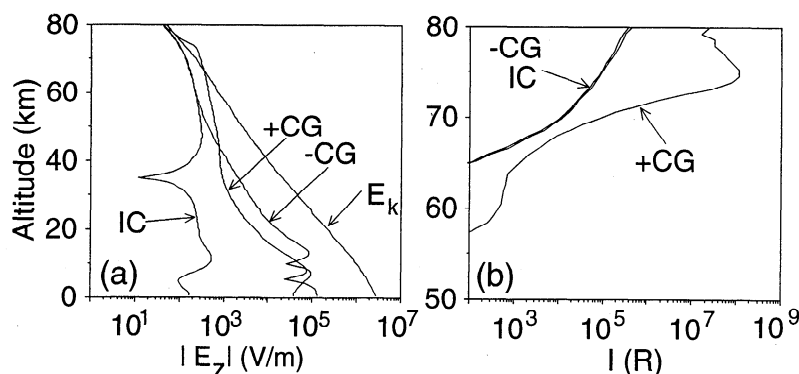 80
60
40
20
0
Altitude (km)
+CG
-CG
E_k
IC
(a)
10^1
10^3
10^5
10^7
| E_z | (V/m)
80
70
60
50
-CG
IC
+CG
(b)
10^3
10^5
10^7
10^9
I (R)